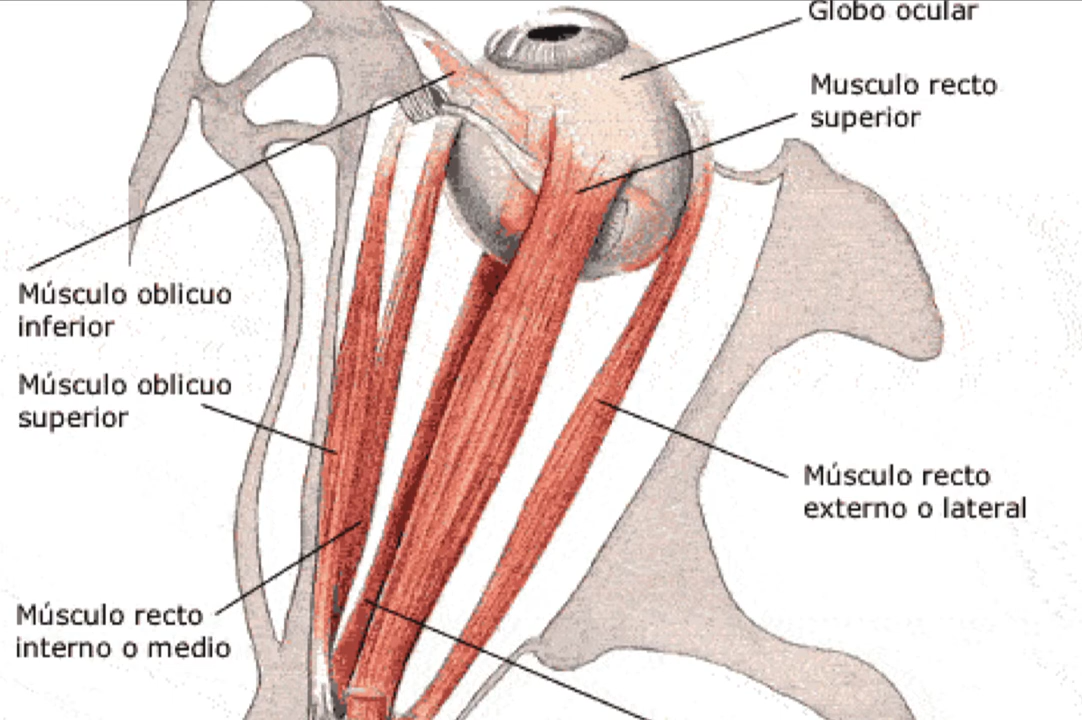 Globo ocular
Musculo recto
superior
Músculo oblicuo
inferior
Músculo oblicuo
superior
Músculo recto
externo o lateral
Músculo recto
interno o medio